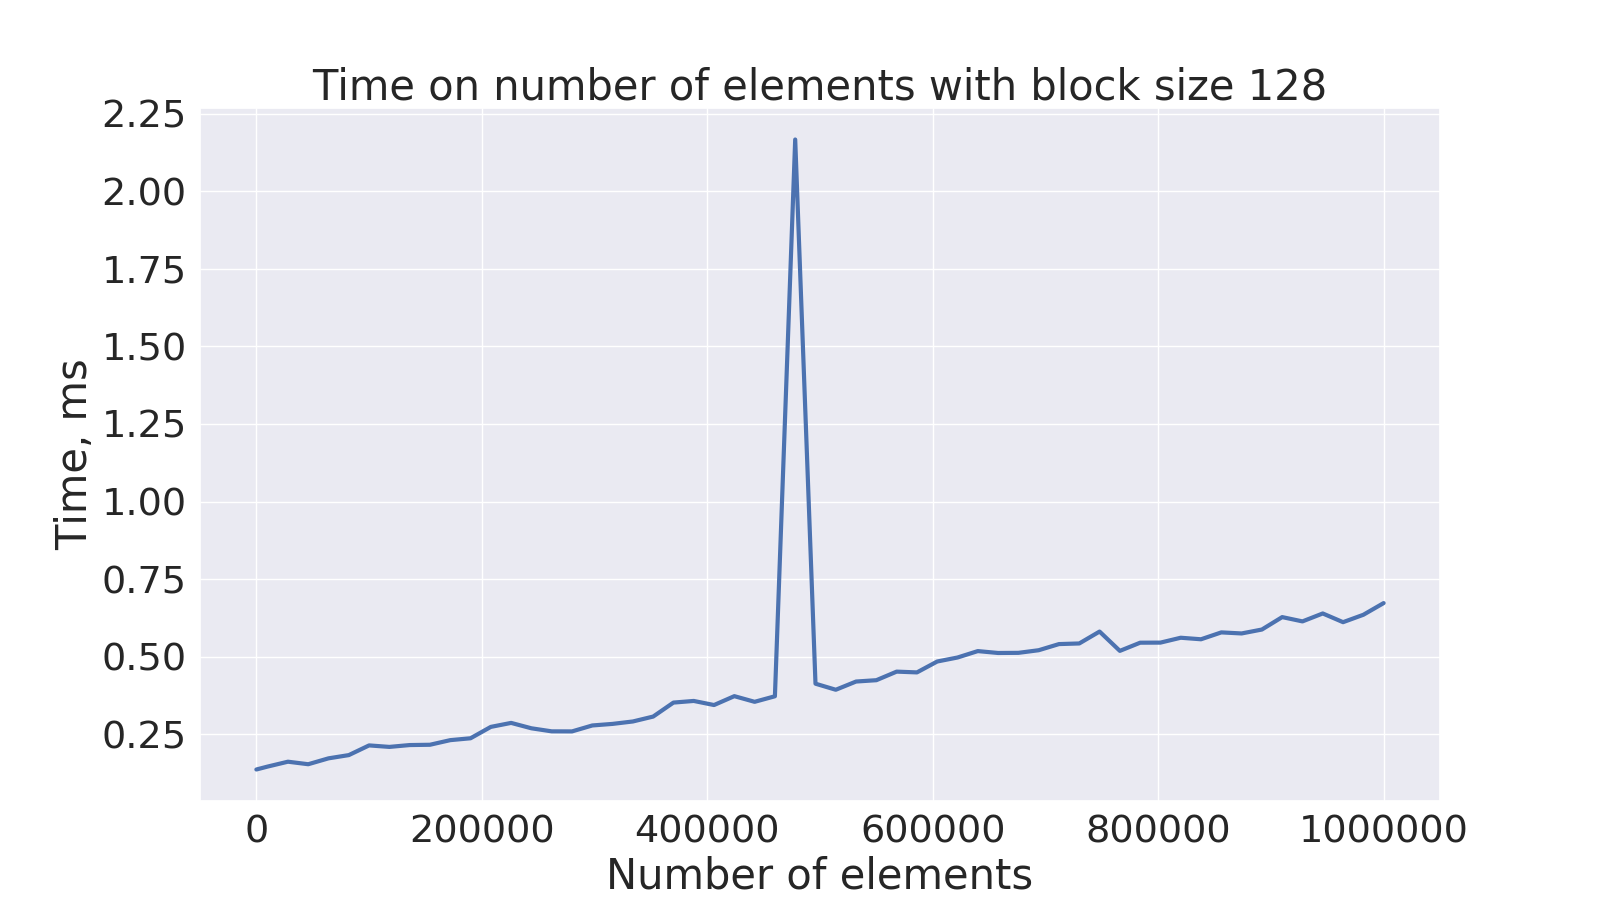 Time on number of elements with block size 128
2.25
2.00
1.75
1.50
1.25
1.00
0.75
0.50
0.25
Time, ms
0 200000 400000 600000 800000 1000000
Number of elements